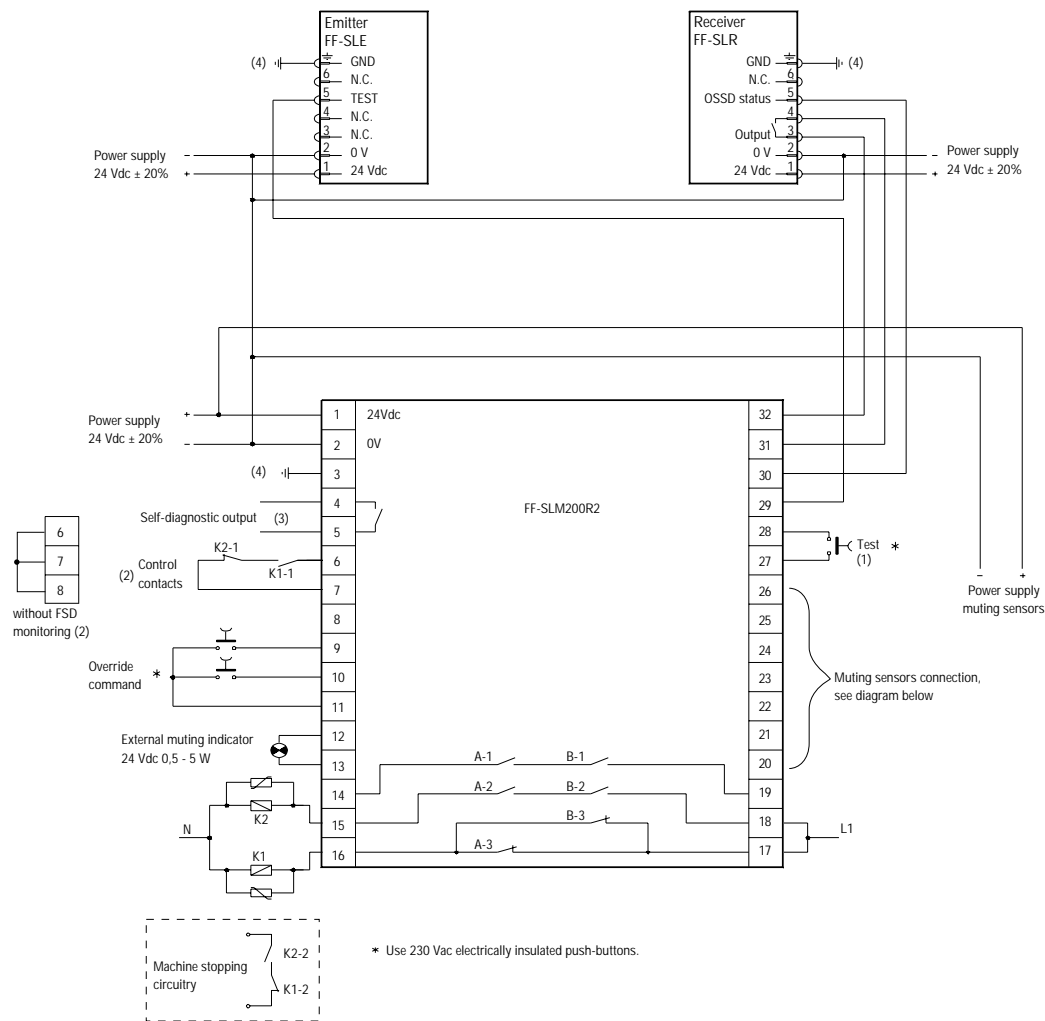 Emitter
FF-SLE
Receiver
FF-SLR
(4) GND
6 N.C.
5 TEST
4 N.C.
3 N.C.
2 0 V
1 24 Vdc
Power supply
24 Vdc ± 20%
-
+
GND (4)
N.C. 6
OSSD status 5
4
Output 3
0 V 2
24 Vdc 1
- Power supply
+ 24 Vdc ± 20%
Power supply
24 Vdc ± 20%
+
-
1 24Vdc
2 0V
(4) 3
4
Self-diagnostic output (3)
5
K2-1
K1-1
(2) Control
contacts
6
7
8
Override
command *
9
10
11
External muting indicator
24 Vdc 0,5 - 5 W
12
13
14
15
16
FF-SLM200R2
32
31
30
29
28
27
Test *
(1)
26
25
24
23
22
21
20
19
18
17
Muting sensors connection,
see diagram below
- +
Power supply
muting sensors
6
7
8
without FSD
monitoring (2)
A-1 B-1
A-2 B-2
B-3
A-3
N
K2
K1
L1
Machine stopping
circuitry
K2-2
K1-2
* Use 230 Vac electrically insulated push-buttons.